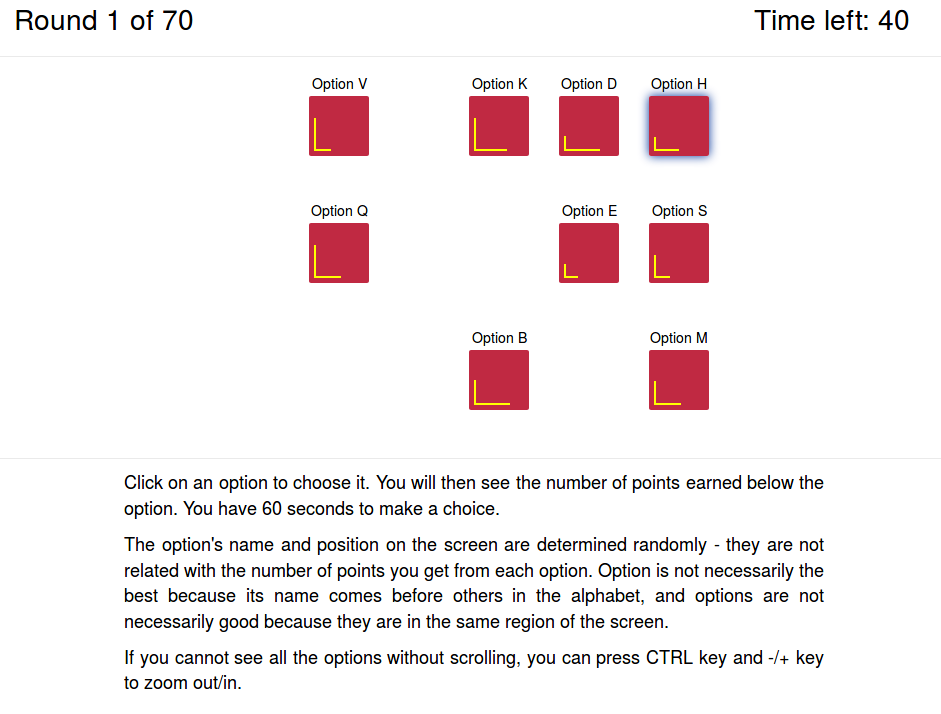 Round 1 of 70
Time left: 40
Option V
Option K
Option D
Option H
Option Q
Option E
Option S
Option B
Option M
Click on an option to choose it. You will then see the number of points earned below the
option. You have 60 seconds to make a choice.
The option's name and position on the screen are determined randomly - they are not
related with the number of points you get from each option. Option is not necessarily the
best because its name comes before others in the alphabet, and options are not
necessarily good because they are in the same region of the screen.
If you cannot see all the options without scrolling, you can press CTRL key and -/+ key
to zoom out/in.